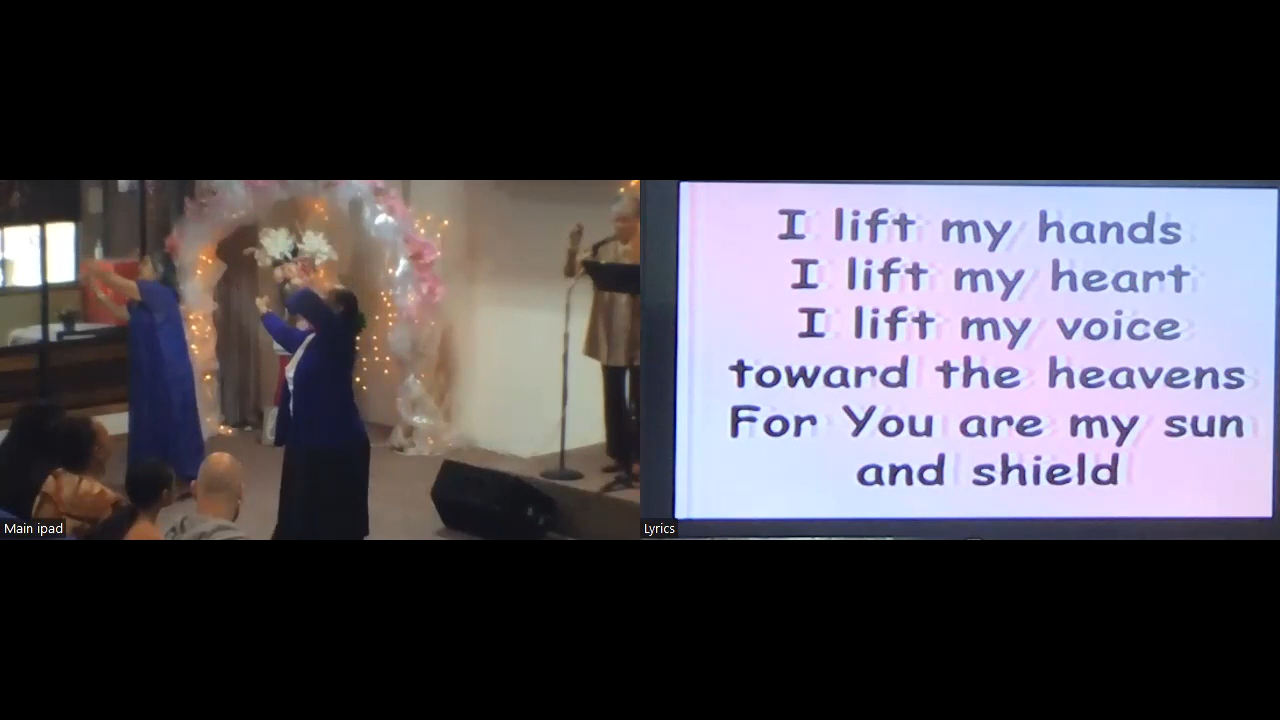 I lift my hands
I lift my heart
I lift my voice
toward the heavens
For You are my sun
and shield
Main ipad
Lyrics